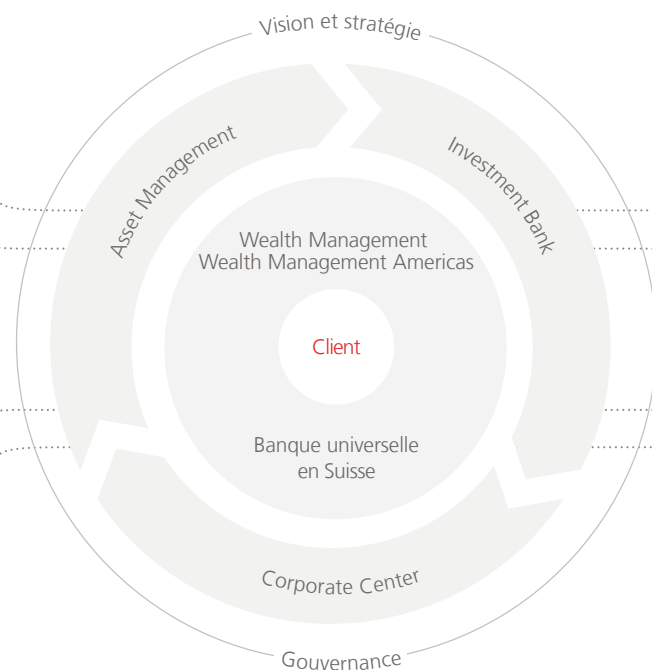 Vision et stratégie
Asset Management
Investment Bank
Wealth Management
Wealth Management Americas
Client
Banque universelle
en Suisse
Corporate Center
Gouvernance